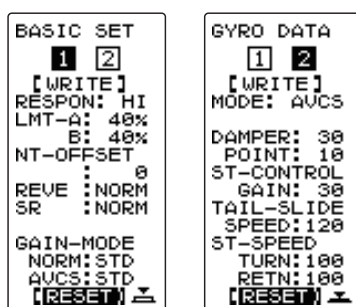 BASIC SET
1 2
[WRITE]
RESPON: HI
LMT-A: 40%
B: 40%
NT-OFFSET
: 0
REVE :NORM
SR :NORM
GAIN-MODE
NORM:STD
AVCS:STD
[RESET]
GYRO DATA
1 2
[WRITE]
MODE: AVCS
DAMPER: 30
POINT: 10
ST-CONTROL
GAIN: 30
TAIL-SLIDE
SPEED:120
ST-SPEED
TURN:100
RETN:100
[RESET]